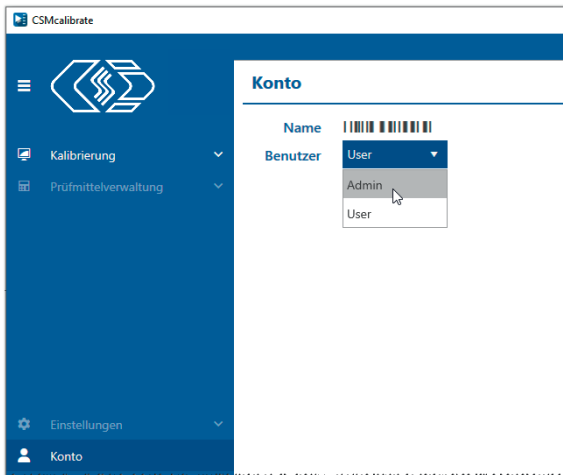 CSMcalibrate
Konto
Name
Kalibrierung
Benutzer User
Prüfmittelverwaltung
Admin
User
Einstellungen
Konto